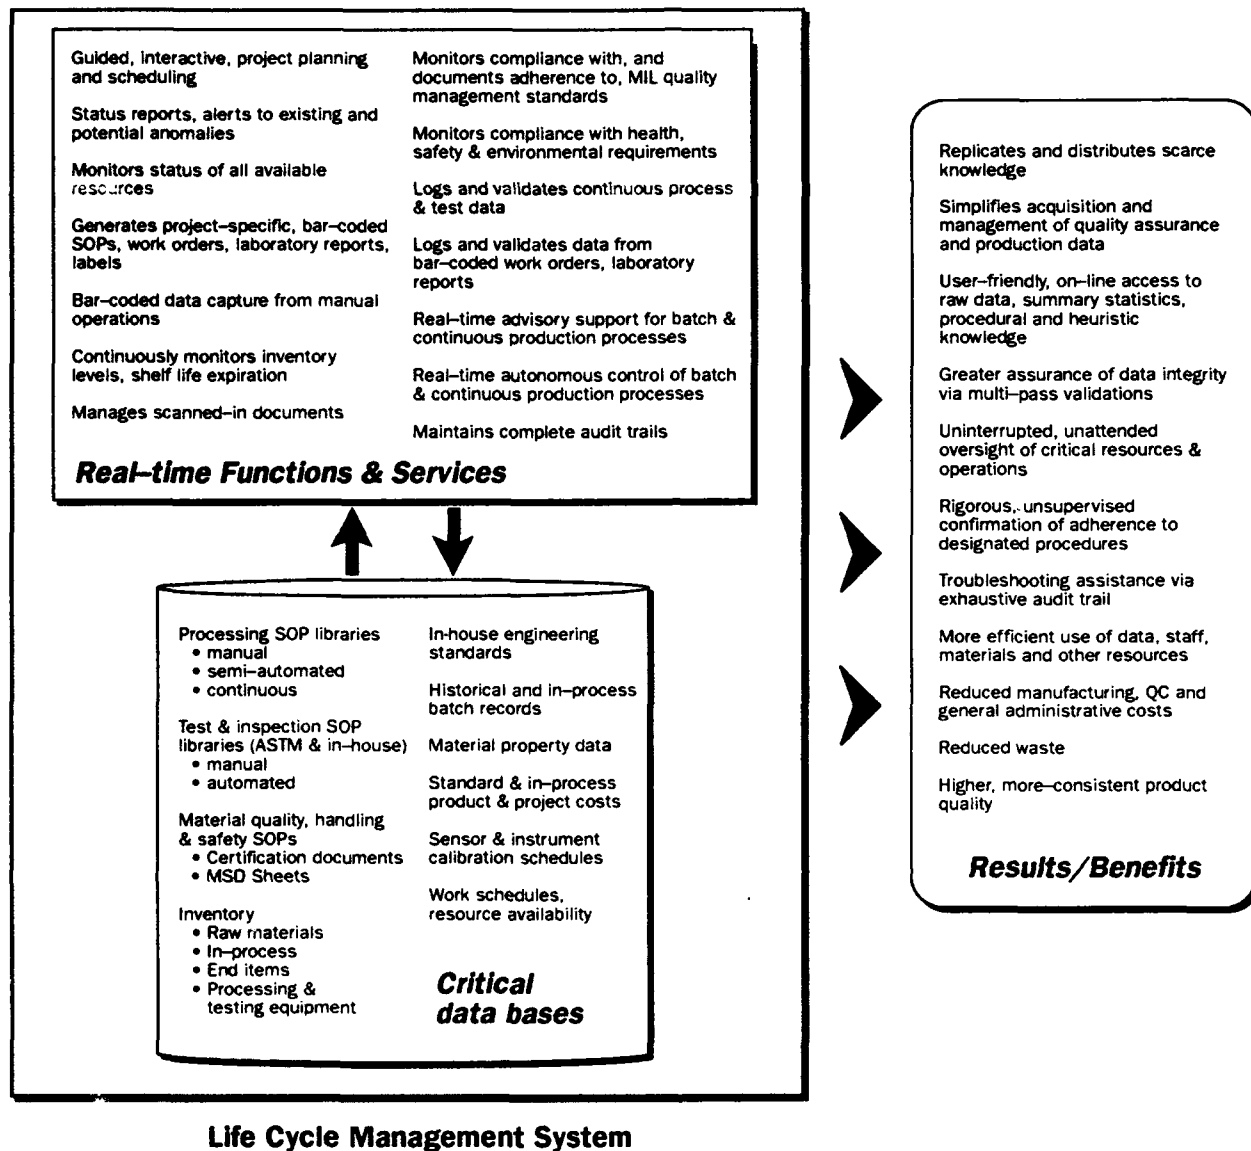 Guided, interactive, project planning
and scheduling
Status reports, alerts to existing and
potential anomalies
Monitors status of all available
resources
Generates project–specific, bar–coded
SOPs, work orders, laboratory reports,
labels
Bar–coded data capture from manual
operations
Continuously monitors inventory
levels, shelf life expiration
Manages scanned–in documents
Monitors compliance with, and
documents adherence to, MIL quality
management standards
Monitors compliance with health,
safety & environmental requirements
Logs and validates continuous process
& test data
Logs and validates data from
bar–coded work orders, laboratory
reports
Real–time advisory support for batch &
continuous production processes
Real–time autonomous control of batch
& continuous production processes
Maintains complete audit trails
Real–time Functions & Services
Processing SOP libraries
• manual
• semi–automated
• continuous
Test & inspection SOP
libraries (ASTM & in–house)
• manual
• automated
Material quality, handling
& safety SOPs
• Certification documents
• MSD Sheets
Inventory
• Raw materials
• In–process
• End items
• Processing &
testing equipment
In-house engineering
standards
Historical and in–process
batch records
Material property data
Standard & in–process
product & project costs
Sensor & instrument
calibration schedules
Work schedules,
resource availability
Critical
data bases
Replicates and distributes scarce
knowledge
Simplifies acquisition and
management of quality assurance
and production data
User–friendly, on–line access to
raw data, summary statistics,
procedural and heuristic
knowledge
Greater assurance of data integrity
via multi–pass validations
Uninterrupted, unattended
oversight of critical resources &
operations
Rigorous, unsupervised
confirmation of adherence to
designated procedures
Troubleshooting assistance via
exhaustive audit trail
More efficient use of data, staff,
materials and other resources
Reduced manufacturing, QC and
general administrative costs
Reduced waste
Higher, more–consistent product
quality
Results/Benefits
Life Cycle Management System